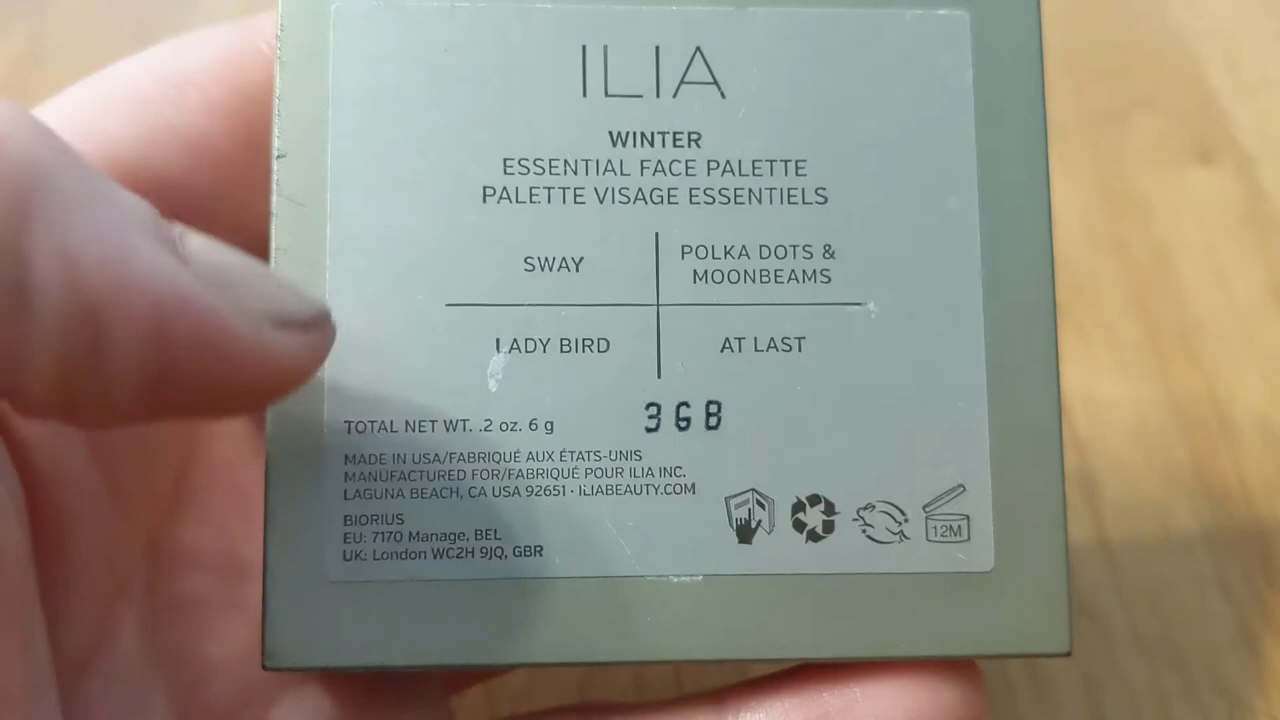 ILIA
WINTER
ESSENTIAL FACE PALETTE
PALETTE VISAGE ESSENTIELS
SWAY
POLKA DOTS &
MOONBEAMS
LADY BIRD
AT LAST
TOTAL NET WT. .2 oz. 6 g
3G8
MADE IN USA/FABRIQUÉ AUX ÉTATS-UNIS
MANUFACTURED FOR/FABRIQUÉ POUR ILIA INC.
LAGUNA BEACH, CA USA 92651 · ILIABEAUTY.COM
BIORIUS
EU: 7170 Manage, BEL
UK: London WC2H 9JQ, GBR
12M